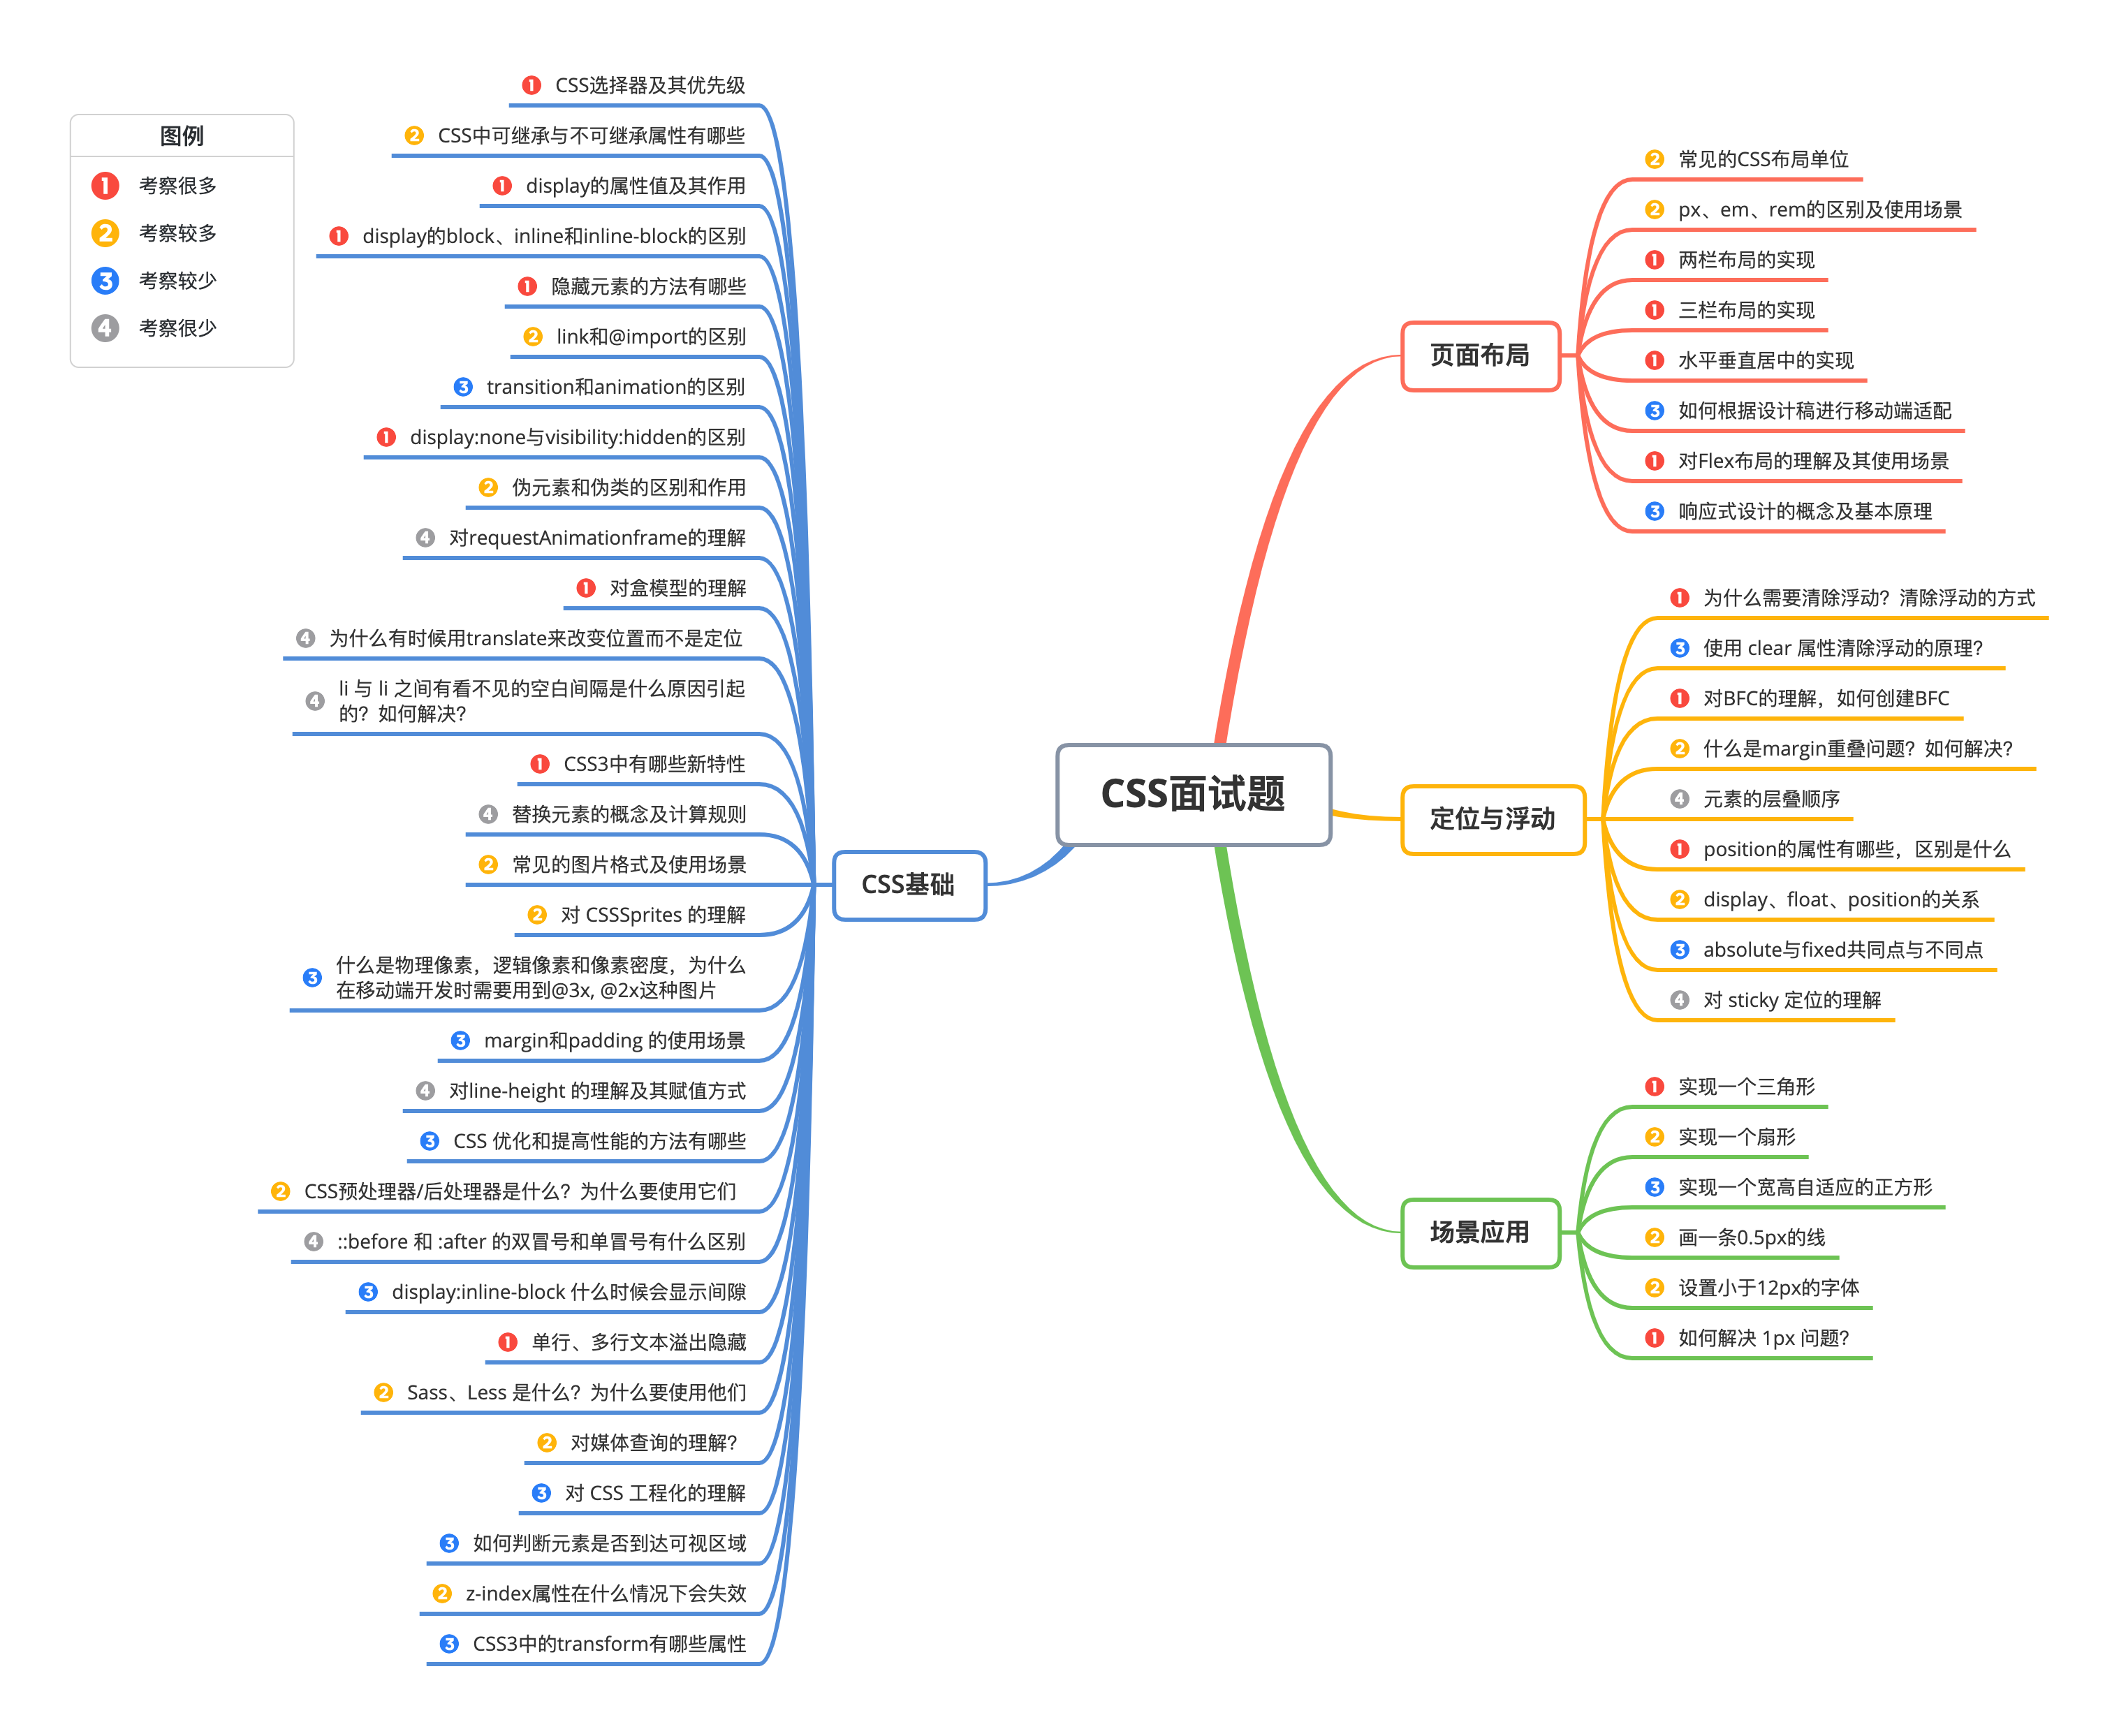 图例
1 考察很多
2 考察较多
3 考察较少
4 考察很少
CSS面试题
CSS基础
1 CSS选择器及其优先级
2 CSS中可继承与不可继承属性有哪些
1 display的属性值及其作用
1 display的block、inline和inline-block的区别
1 隐藏元素的方法有哪些
2 link和@import的区别
3 transition和animation的区别
1 display:none与visibility:hidden的区别
2 伪元素和伪类的区别和作用
4 对requestAnimationframe的理解
1 对盒模型的理解
4 为什么有时候用translate来改变位置而不是定位
4 li 与 li 之间有看不见的空白间隔是什么原因引起
的？如何解决？
1 CSS3中有哪些新特性
4 替换元素的概念及计算规则
2 常见的图片格式及使用场景
2 对 CSSSprites 的理解
3 什么是物理像素，逻辑像素和像素密度，为什么
在移动端开发时需要用到@3x, @2x这种图片
3 margin和padding 的使用场景
4 对line-height 的理解及其赋值方式
3 CSS 优化和提高性能的方法有哪些
2 CSS预处理器/后处理器是什么？为什么要使用它们
4 ::before 和 :after 的双冒号和单冒号有什么区别
3 display:inline-block 什么时候会显示间隙
1 单行、多行文本溢出隐藏
2 Sass、Less 是什么？为什么要使用他们
2 对媒体查询的理解？
3 对 CSS 工程化的理解
3 如何判断元素是否到达可视区域
2 z-index属性在什么情况下会失效
3 CSS3中的transform有哪些属性
页面布局
2 常见的CSS布局单位
2 px、em、rem的区别及使用场景
1 两栏布局的实现
1 三栏布局的实现
1 水平垂直居中的实现
3 如何根据设计稿进行移动端适配
1 对Flex布局的理解及其使用场景
3 响应式设计的概念及基本原理
定位与浮动
1 为什么需要清除浮动？清除浮动的方式
3 使用 clear 属性清除浮动的原理？
1 对BFC的理解，如何创建BFC
2 什么是margin重叠问题？如何解决？
4 元素的层叠顺序
1 position的属性有哪些，区别是什么
2 display、float、position的关系
3 absolute与fixed共同点与不同点
4 对 sticky 定位的理解
场景应用
1 实现一个三角形
2 实现一个扇形
3 实现一个宽高自适应的正方形
2 画一条0.5px的线
2 设置小于12px的字体
1 如何解决 1px 问题？